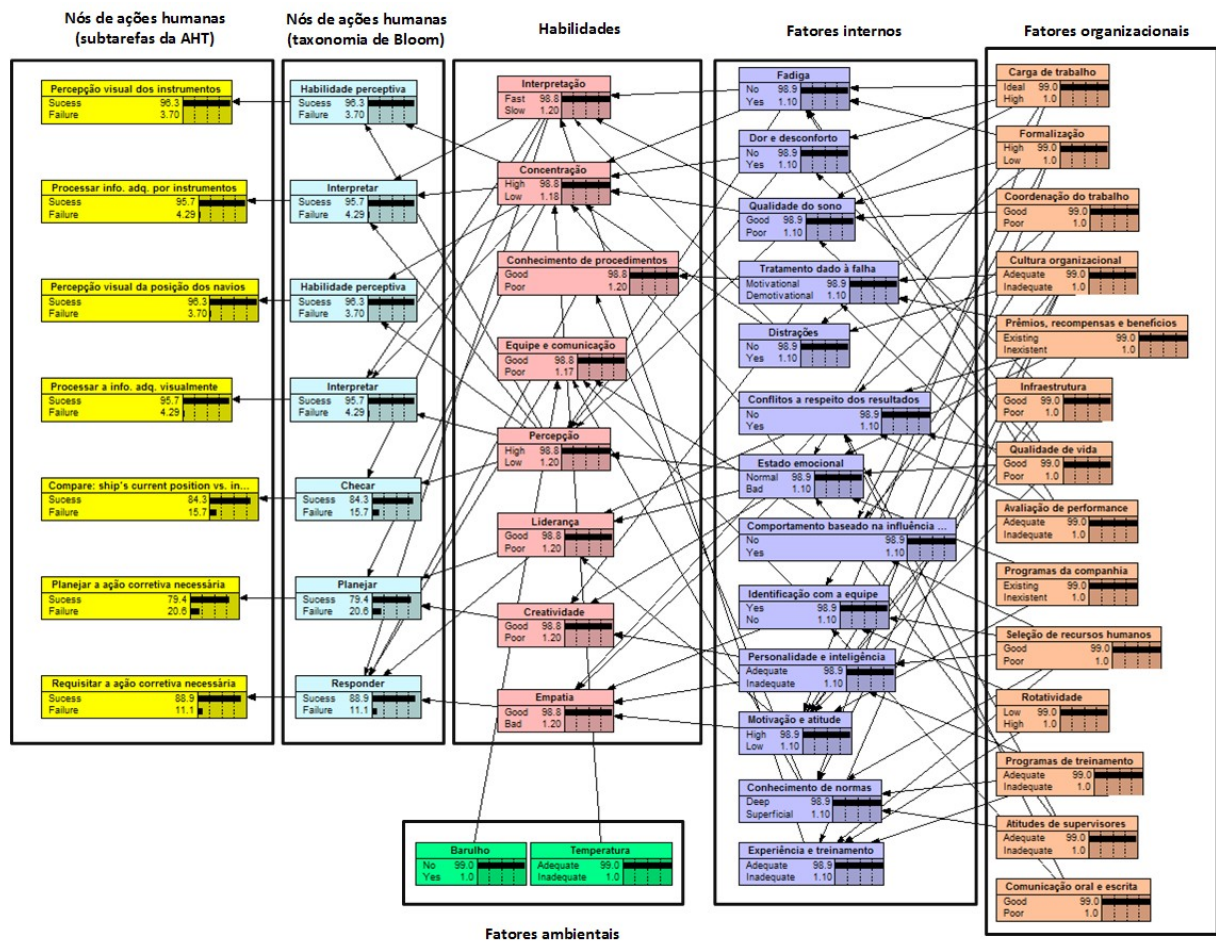 Nós de ações humanas
(subtarefas da AHT)
Nós de ações humanas
(taxonomia de Bloom)
Habilidades
Fatores internos
Fatores organizacionais
Percepção visual dos instrumentos
Sucess 96.3
Failure 3.70
Processar info. adq. por instrumentos
Sucess 95.7
Failure 4.29
Percepção visual da posição dos navios
Sucess 96.3
Failure 3.70
Processar a info. adq. visualmente
Sucess 95.7
Failure 4.29
Compare: ship's current position vs. in...
Sucess 84.3
Failure 15.7
Planejar a ação corretiva necessária
Sucess 79.4
Failure 20.6
Requisitar a ação corretiva necessária
Sucess 88.9
Failure 11.1
Habilidade perceptiva
Sucess 96.3
Failure 3.70
Interpretar
Sucess 95.7
Failure 4.29
Habilidade perceptiva
Sucess 96.3
Failure 3.70
Interpretar
Sucess 95.7
Failure 4.29
Checar
Sucess 84.3
Failure 15.7
Planejar
Sucess 79.4
Failure 20.6
Responder
Sucess 88.9
Failure 11.1
Interpretação
Fast 98.8
Slow 1.20
Concentração
High 98.8
Low 1.18
Conhecimento de procedimentos
Good 98.8
Poor 1.20
Equipe e comunicação
Good 98.8
Poor 1.17
Percepção
High 98.8
Low 1.20
Liderança
Good 98.8
Poor 1.20
Creatividade
Good 98.8
Poor 1.20
Empatia
Good 98.8
Bad 1.20
Fadiga
No 98.9
Yes 1.10
Dor e desconforto
No 98.9
Yes 1.10
Qualidade do sono
Good 98.9
Poor 1.10
Tratamento dado à falha
Motivational 98.9
Demotivational 1.10
Distrações
No 98.9
Yes 1.10
Conflitos a respeito dos resultados
No 98.9
Yes 1.10
Estado emocional
Normal 98.9
Bad 1.10
Comportamento baseado na influência ...
No 98.9
Yes 1.10
Identificação com a equipe
Yes 98.9
No 1.10
Personalidade e inteligência
Adequate 98.9
Inadequate 1.10
Motivação e atitude
High 98.9
Low 1.10
Conhecimento de normas
Deep 98.9
Superficial 1.10
Experiência e treinamento
Adequate 98.9
Inadequate 1.10
Carga de trabalho
Ideal 99.0
High 1.0
Formalização
High 99.0
Low 1.0
Coordenação do trabalho
Good 99.0
Poor 1.0
Cultura organizacional
Adequate 99.0
Inadequate 1.0
Prêmios, recompensas e benefícios
Existing 99.0
Inexistent 1.0
Infraestrutura
Good 99.0
Poor 1.0
Qualidade de vida
Good 99.0
Poor 1.0
Avaliação de performance
Adequate 99.0
Inadequate 1.0
Programas da companhia
Existing 99.0
Inexistent 1.0
Seleção de recursos humanos
Good 99.0
Poor 1.0
Rotatividade
Low 99.0
High 1.0
Programas de treinamento
Adequate 99.0
Inadequate 1.0
Atitudes de supervisores
Adequate 99.0
Inadequate 1.0
Comunicação oral e escrita
Good 99.0
Poor 1.0
Barulho
No 99.0
Yes 1.0
Temperatura
Adequate 99.0
Inadequate 1.0
Fatores ambientais